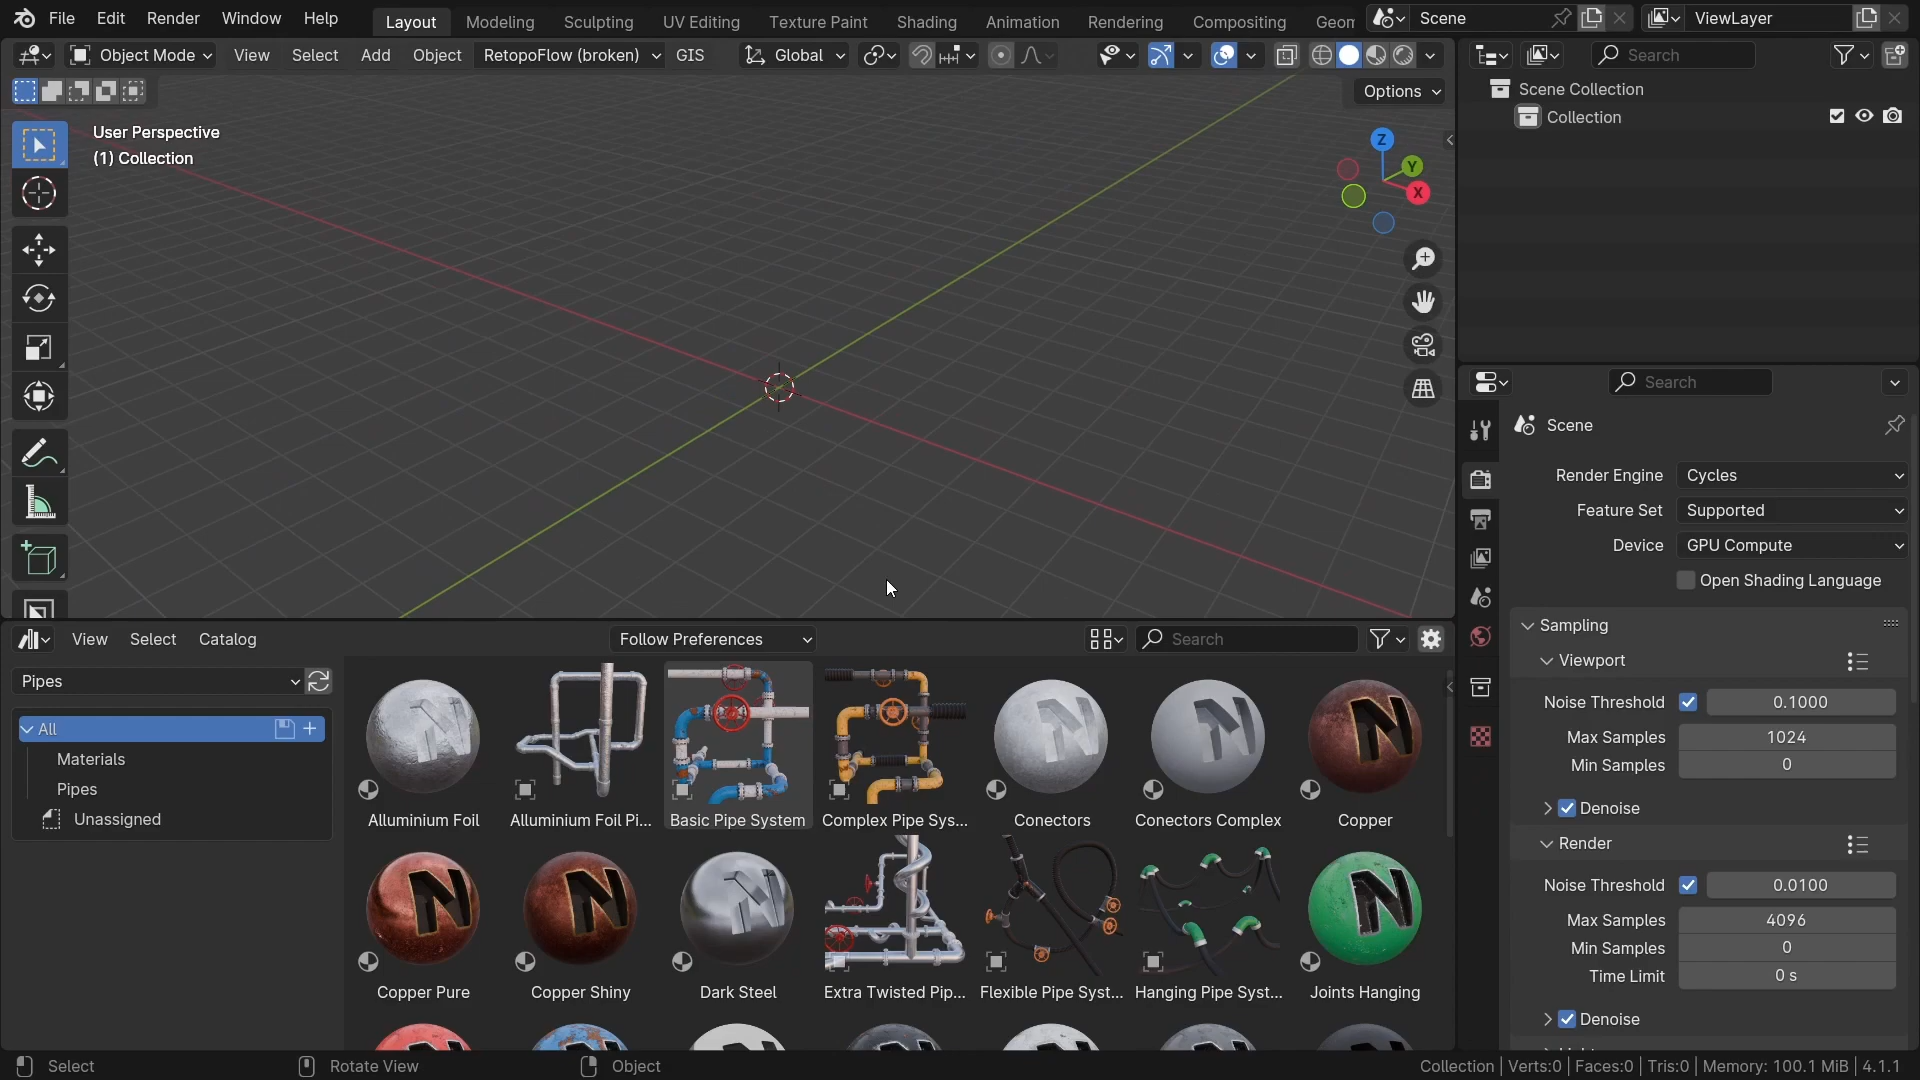 File Edit Render Window Help Layout Modeling Sculpting UV Editing Texture Paint Shading Animation Rendering Compositing Geon Scene ViewLayer
Object Mode View Select Add Object RetopoFlow (broken) GIS Global Search
Options
User Perspective
(1) Collection
Z
Y
X
Scene Collection
Collection
Search
Scene
Render Engine Cycles
Feature Set Supported
Device GPU Compute
Open Shading Language
Sampling
Viewport
Noise Threshold 0.1000
Max Samples 1024
Min Samples 0
Denoise
Render
Noise Threshold 0.0100
Max Samples 4096
Min Samples 0
Time Limit 0 s
Denoise
View Select Catalog Follow Preferences Search
Pipes
All
Materials
Pipes
Unassigned
Alluminium Foil Alluminium Foil Pi... Basic Pipe System Complex Pipe Sys... Conectors Conectors Complex Copper
Copper Pure Copper Shiny Dark Steel Extra Twisted Pip... Flexible Pipe Syst... Hanging Pipe Syst... Joints Hanging
Select Rotate View Object Collection | Verts:0 | Faces:0 | Tris:0 | Memory: 100.1 MiB | 4.1.1